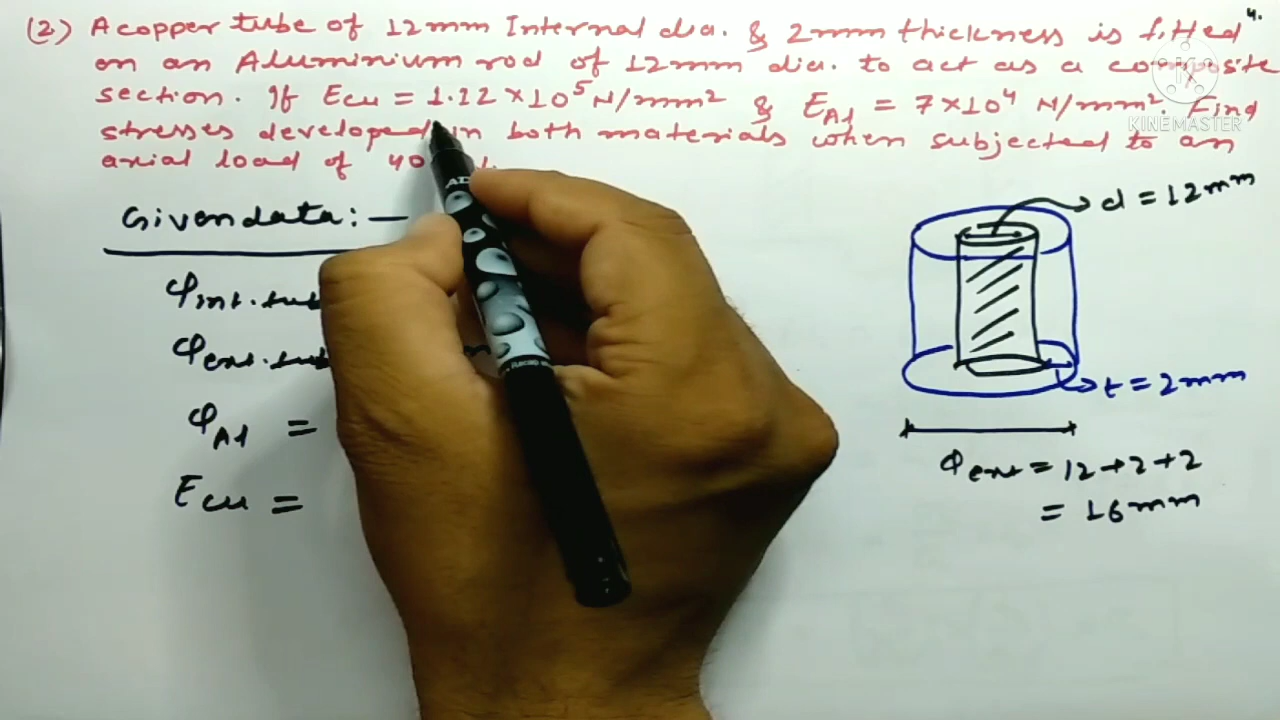 4.
(2.) A copper tube of 12mm Internal dia. & 2mm thickness is fitted
on an Aluminium rod of 12mm dia. to act as a composite
section. If ECu = 1.12 × 10⁵ N/mm² & EAl = 7×10⁴ N/mm². Find
stresses developed in both materials when subjected to an
axial load of 40
Given data:—
d = 12mm
φint.
φext.
t = 2mm
φAl =
φext = 12+2+2
ECu =
= 16mm
KINEMASTER